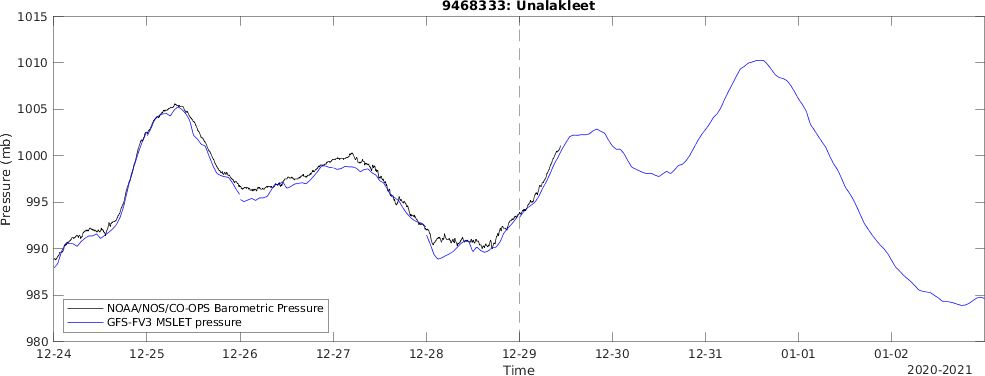 9468333: Unalakleet
1015
1010
1005
1000
995
990
985
980
Pressure (mb)
NOAA/NOS/CO-OPS Barometric Pressure
GFS-FV3 MSLET pressure
12-24 12-25 12-26 12-27 12-28 12-29 12-30 12-31 01-01 01-02
Time
2020-2021